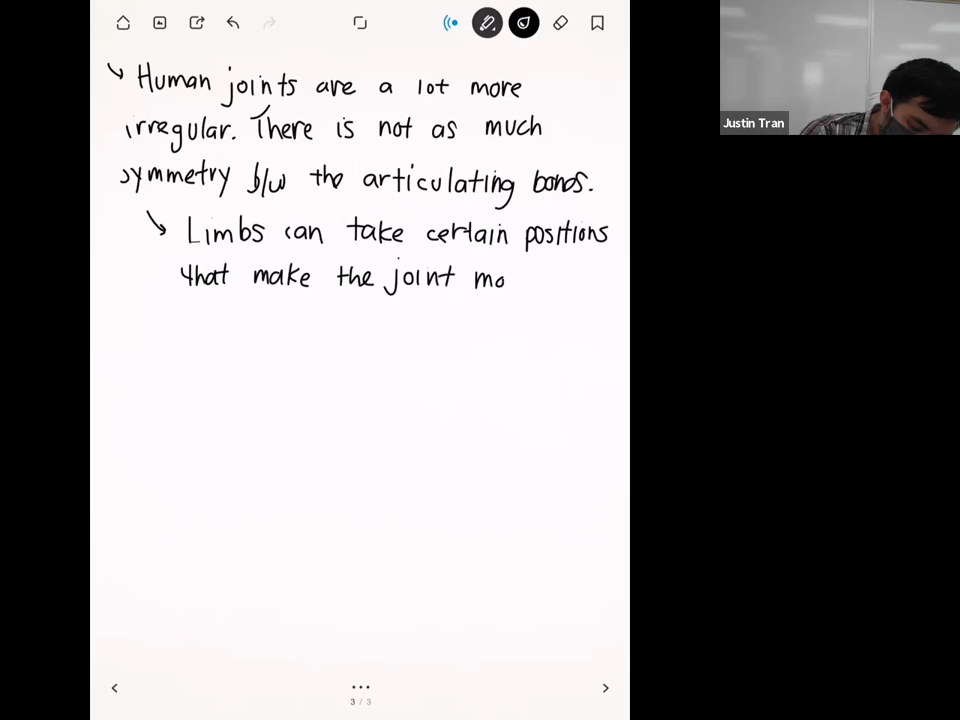 ↘ Human joints are a lot more
irregular. There is not as much
symmetry b/w the articulating bones.
↘ Limbs can take certain positions
that make the joint mo
3 / 3
Justin Tran